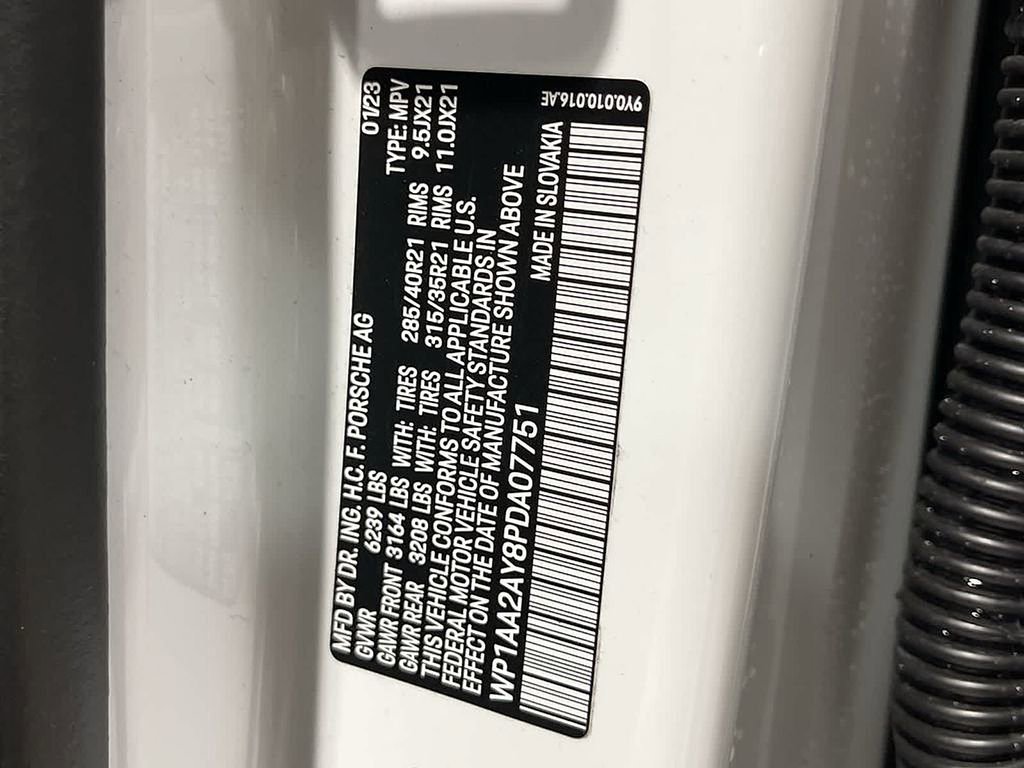 MFD BY DR. ING. H.C. F. PORSCHE AG 01/23
GVWR 6239 LBS TYPE: MPV
GAWR FRONT 3164 LBS WITH: TIRES 285/40R21 RIMS 9.5JX21
GAWR REAR 3208 LBS WITH: TIRES 315/35R21 RIMS 11.0JX21
THIS VEHICLE CONFORMS TO ALL APPLICABLE U.S.
FEDERAL MOTOR VEHICLE SAFETY STANDARDS IN
EFFECT ON THE DATE OF MANUFACTURE SHOWN ABOVE
WP1AA2AY8PDA07751 MADE IN SLOVAKIA
9Y0.010.016.AE